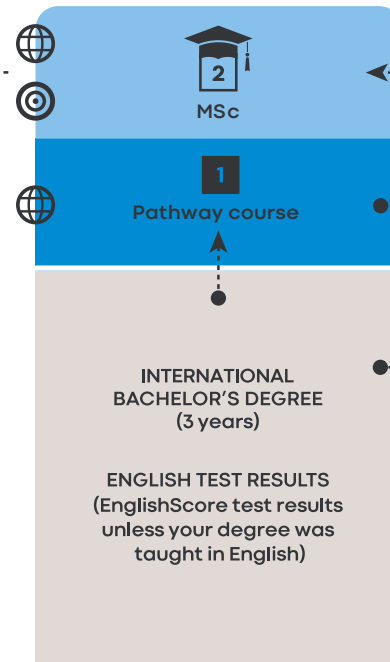 2
MSc
1
Pathway course
INTERNATIONAL
BACHELOR'S DEGREE
(3 years)
ENGLISH TEST RESULTS
(EnglishScore test results
unless your degree was
taught in English)